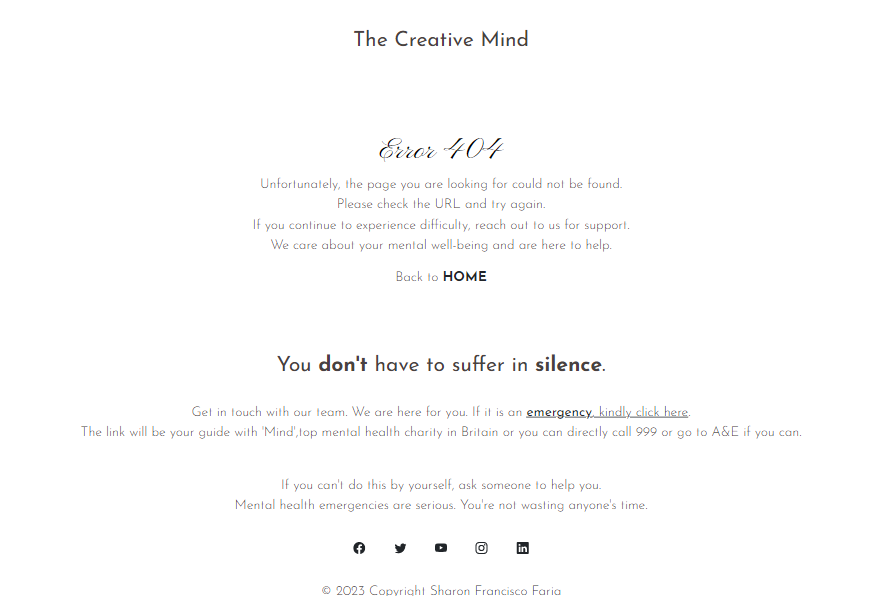 The Creative Mind
Error 404
Unfortunately, the page you are looking for could not be found.
Please check the URL and try again.
If you continue to experience difficulty, reach out to us for support.
We care about your mental well-being and are here to help.
Back to HOME
You don't have to suffer in silence.
Get in touch with our team. We are here for you. If it is an emergency, kindly click here.
The link will be your guide with 'Mind',top mental health charity in Britain or you can directly call 999 or go to A&E if you can.
If you can't do this by yourself, ask someone to help you.
Mental health emergencies are serious. You're not wasting anyone's time.
© 2023 Copyright Sharon Francisco Faria